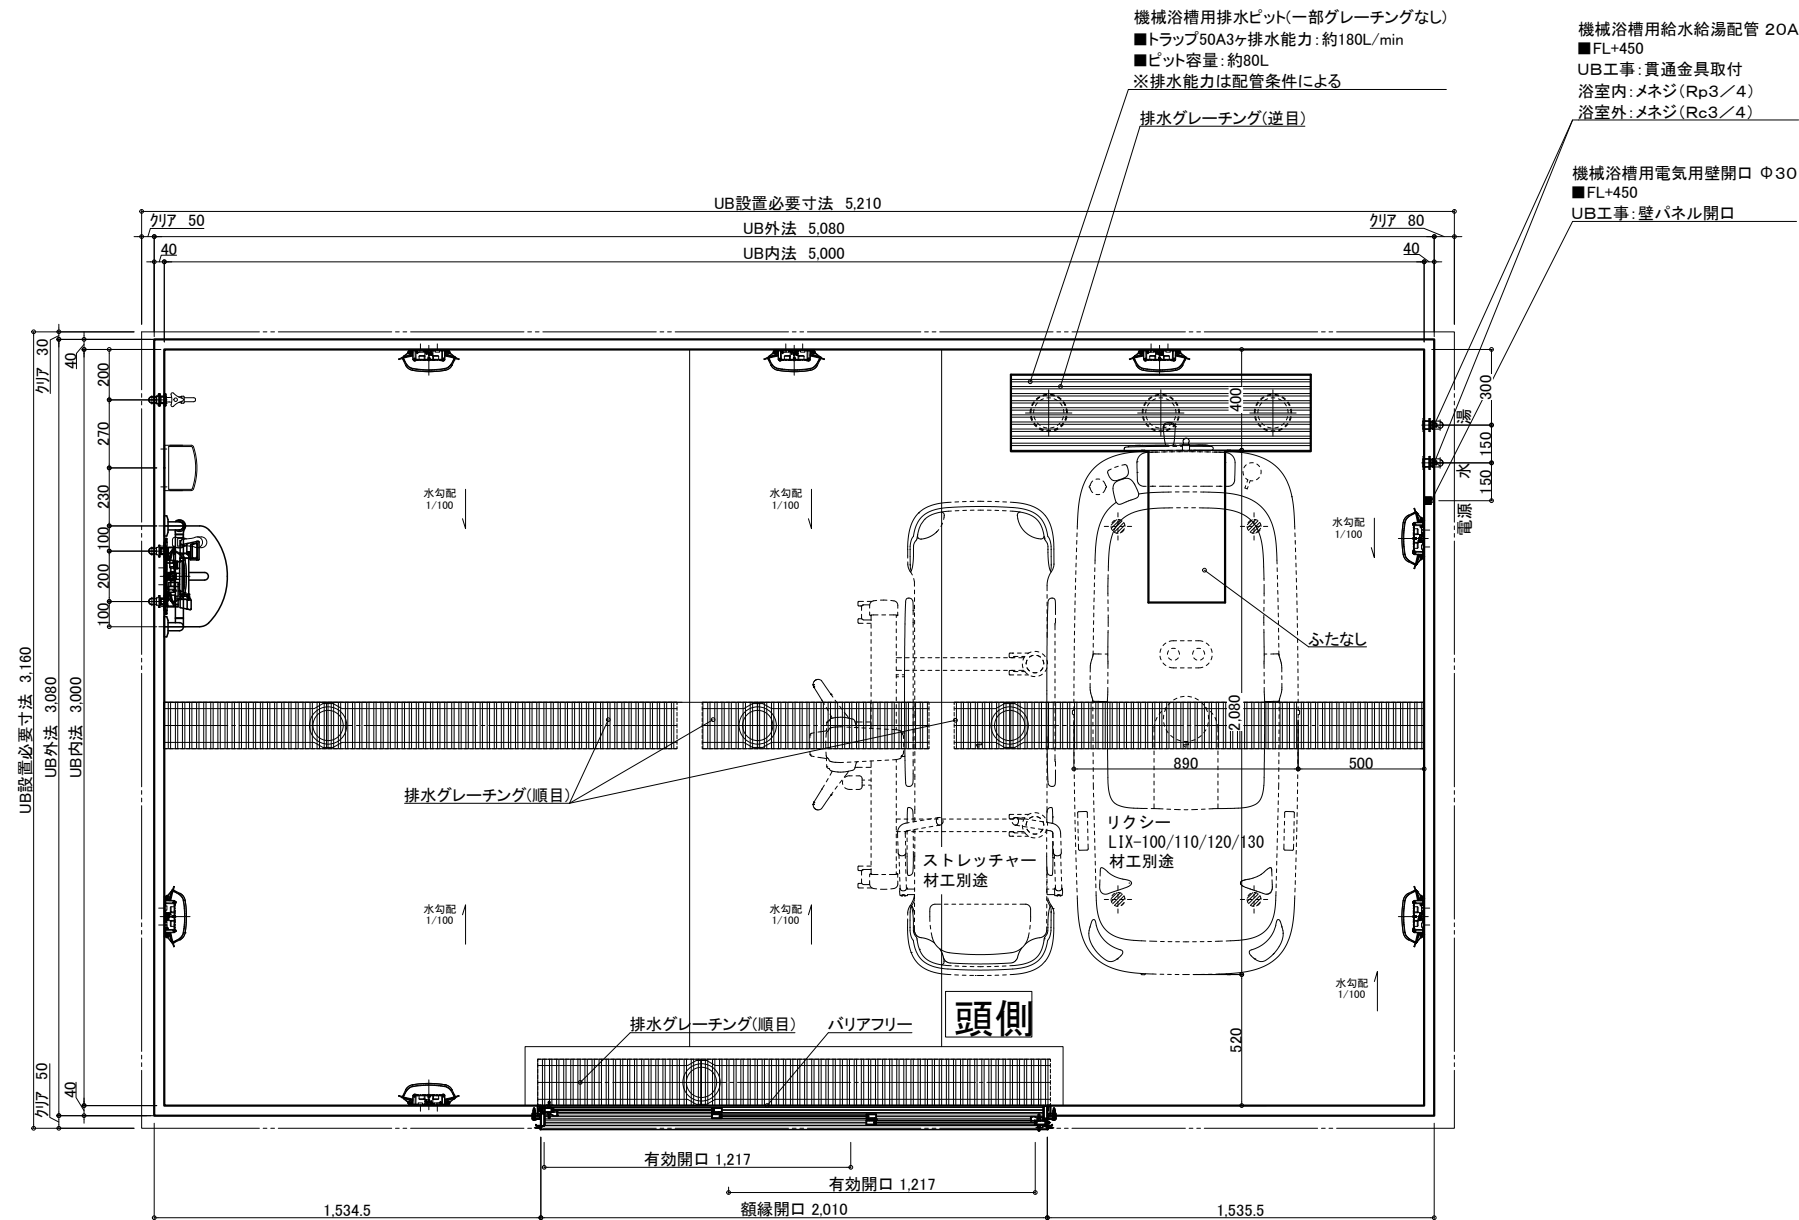 機械浴槽用排水ピット(一部グレーチングなし)
■トラップ50A3ヶ排水能力:約180L/min
■ピット容量:約80L
※排水能力は配管条件による
排水グレーチング(逆目)
機械浴槽用給水給湯配管 20A
■FL+450
UB工事:貫通金具取付
浴室内:メネジ(Rp3/4)
浴室外:メネジ(Rc3/4)
機械浴槽用電気用壁開口 Φ30
■FL+450
UB工事:壁パネル開口
UB設置必要寸法 5,210
クリア 50
UB外法 5,080
クリア 80
40
UB内法 5,000
40
クリア 30
40
200
270
230
100
200
100
UB設置必要寸法 3,160
UB外法 3,080
UB内法 3,000
クリア 50
40
400
300
湯
150
水
150
電源
水勾配
1/100
水勾配
1/100
水勾配
1/100
ふたなし
2,080
890
500
排水グレーチング(順目)
リクシー
LIX-100/110/120/130
材工別途
ストレッチャー
材工別途
水勾配
1/100
水勾配
1/100
水勾配
1/100
頭側
520
排水グレーチング(順目)
バリアフリー
有効開口 1,217
有効開口 1,217
1,534.5
額縁開口 2,010
1,535.5